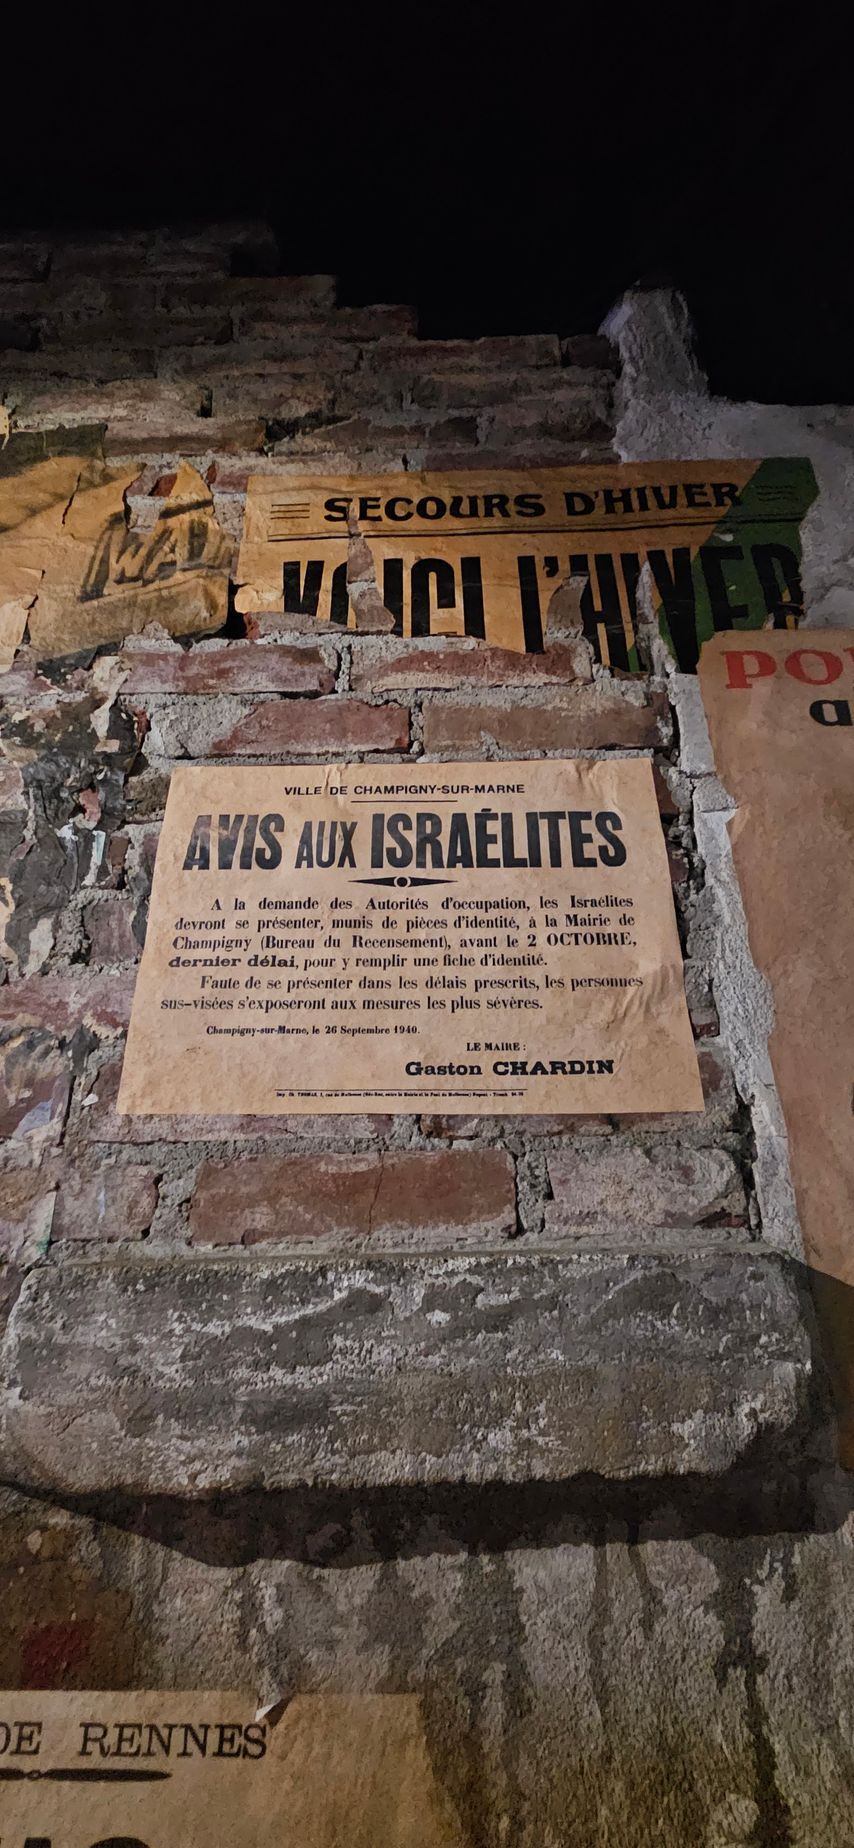 SECOURS D'HIVER
VOICI L'HIVER
PO
a
VILLE DE CHAMPIGNY-SUR-MARNE
AVIS AUX ISRAÉLITES
A la demande des Autorités d'occupation, les Israélites
devront se présenter, munis de pièces d'identité, à la Mairie de
Champigny (Bureau du Recensement), avant le 2 OCTOBRE,
dernier délai, pour y remplir une fiche d'identité.
Faute de se présenter dans les délais prescrits, les personnes
sus-visées s'exposeront aux mesures les plus sévères.
Champigny-sur-Marne, le 26 Septembre 1940.
LE MAIRE :
Gaston CHARDIN
DE RENNES